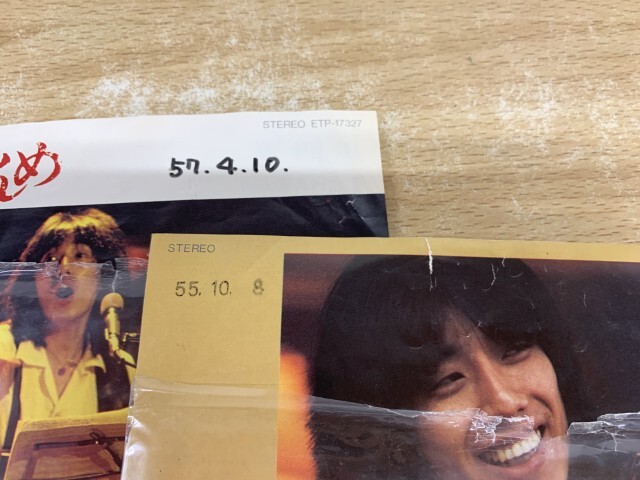 STEREO ETP-17327
め
57.4.10.
STEREO
55.10.8